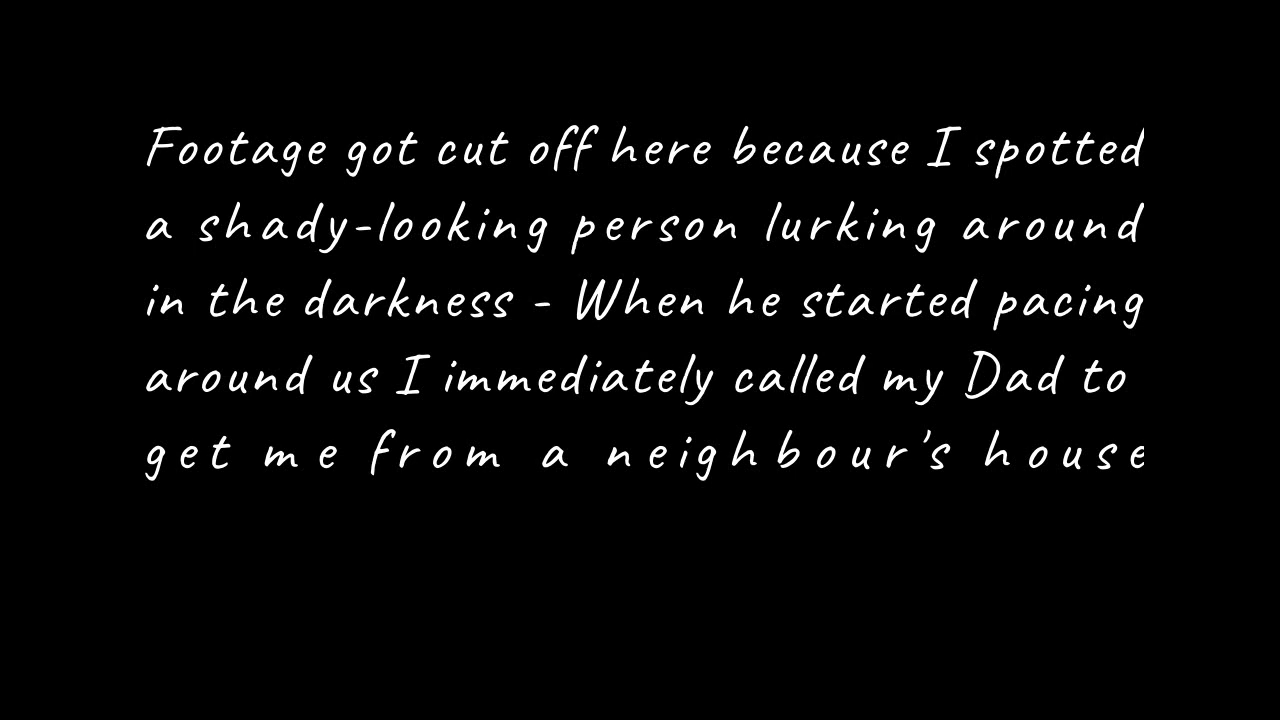 Footage got cut off here because I spotted
a shady-looking person lurking around
in the darkness - When he started pacing
around us I immediately called my Dad to
get me from a neighbour's house